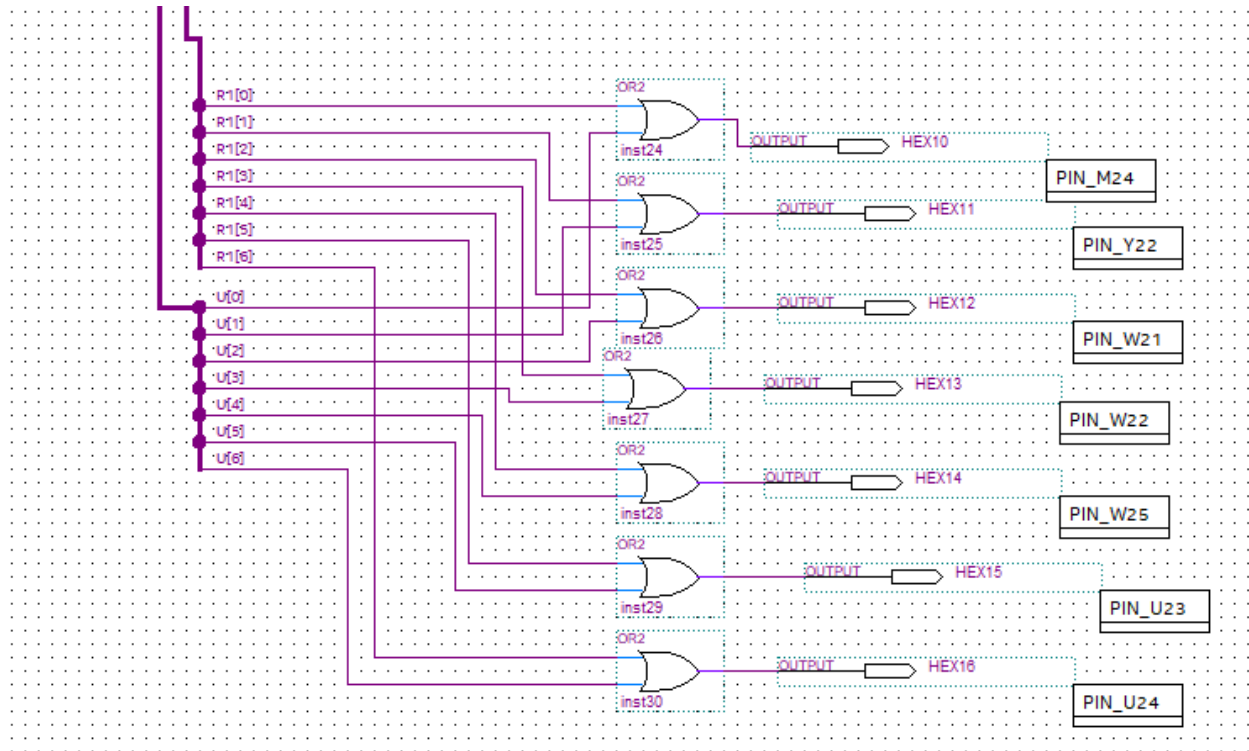 R1[0]
R1[1]
R1[2]
R1[3]
R1[4]
R1[5]
R1[6]
U[0]
U[1]
U[2]
U[3]
U[4]
U[5]
U[6]
OR2
inst24
OUTPUT HEX10
PIN_M24
OR2
inst25
OUTPUT HEX11
PIN_Y22
OR2
inst26
OUTPUT HEX12
PIN_W21
OR2
inst27
OUTPUT HEX13
PIN_W22
OR2
inst28
OUTPUT HEX14
PIN_W25
OR2
inst29
OUTPUT HEX15
PIN_U23
OR2
inst30
OUTPUT HEX16
PIN_U24